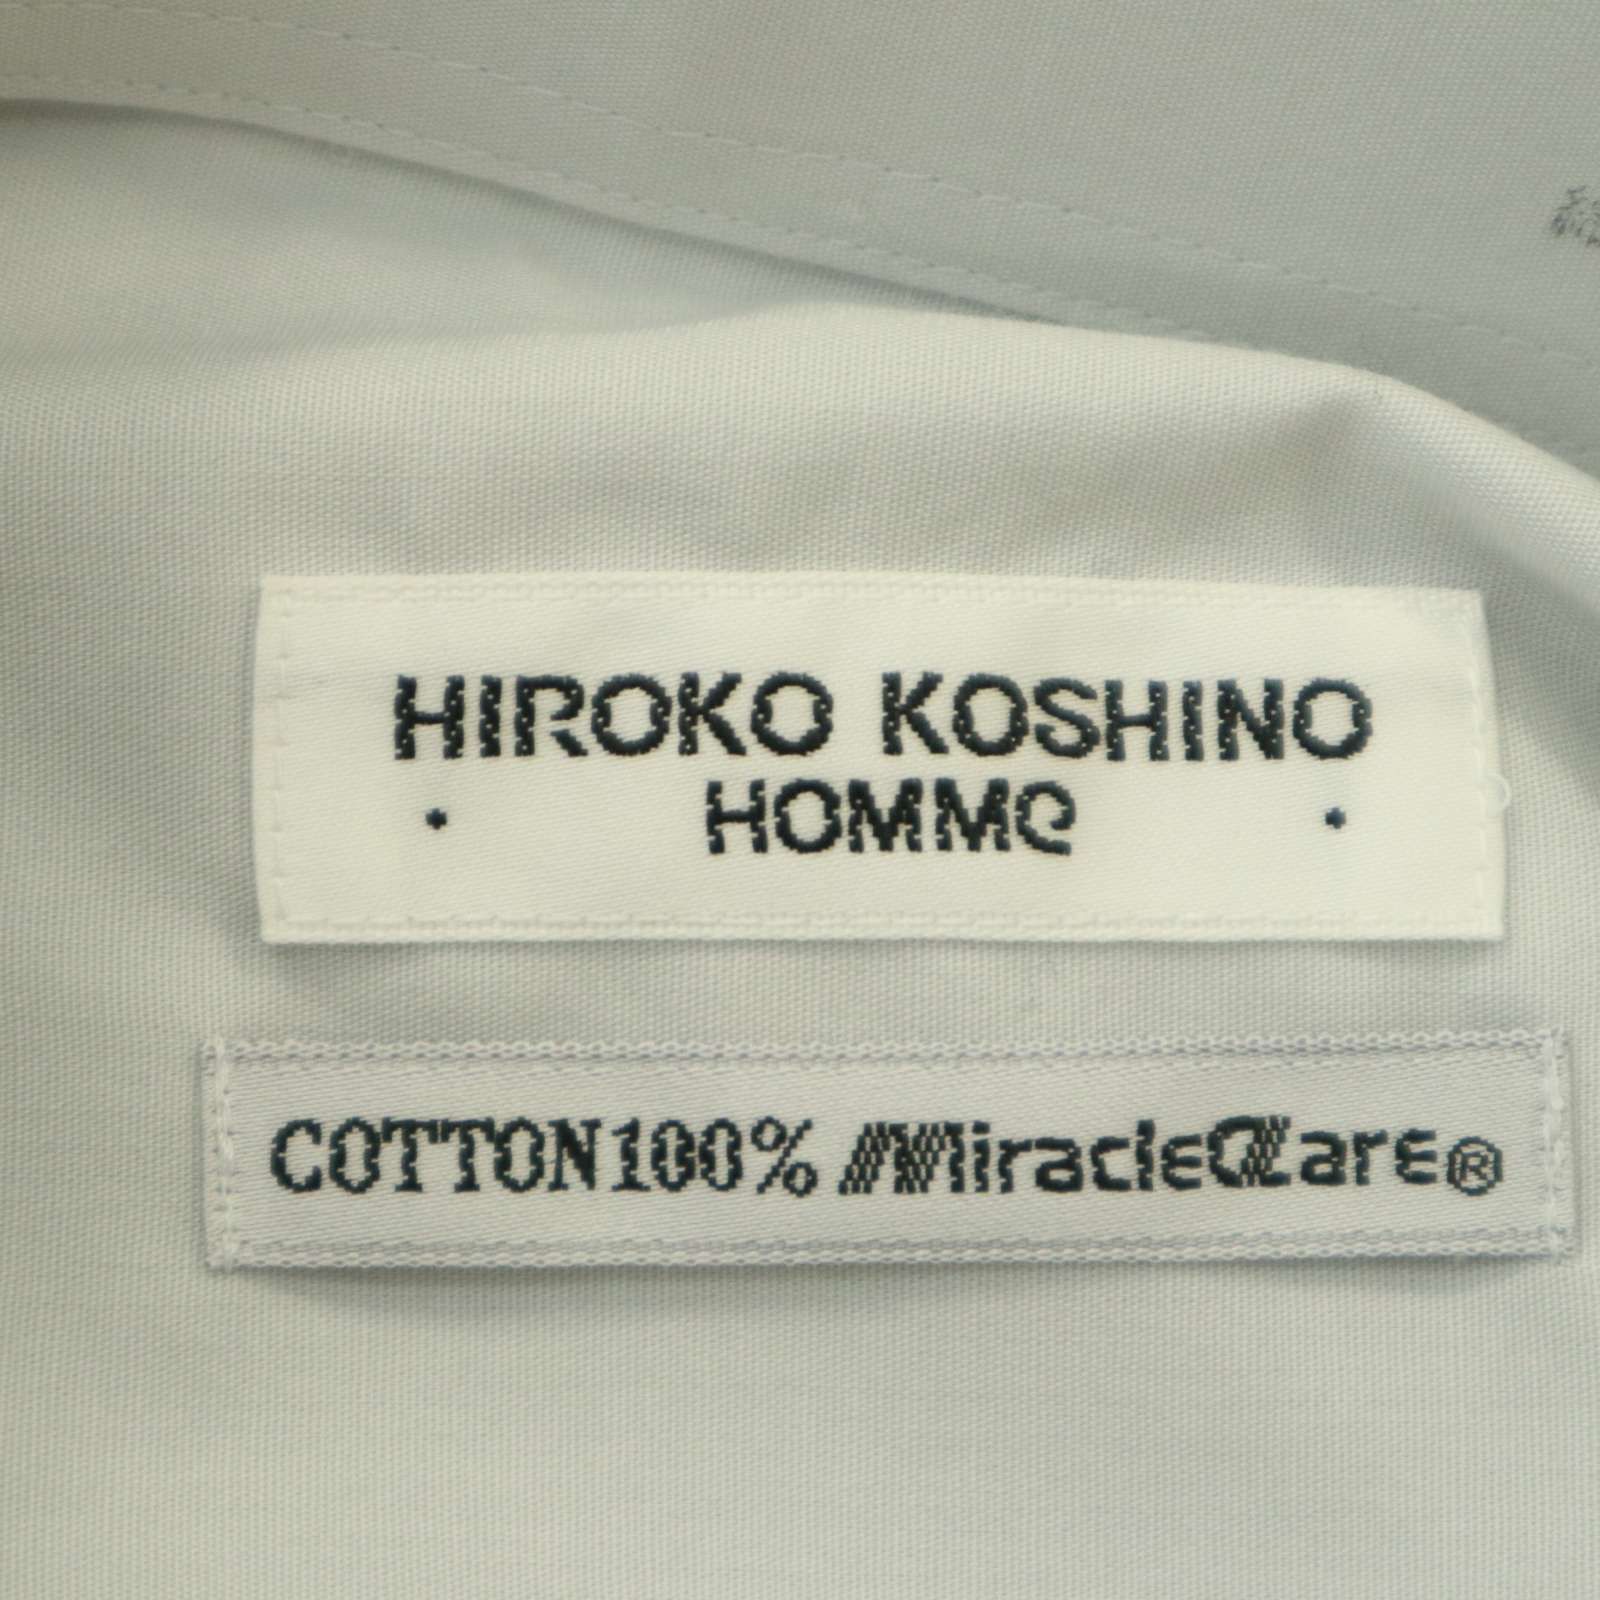 HIROKO KOSHINO
• HOMMe •
COTTON100% MiracleCare®